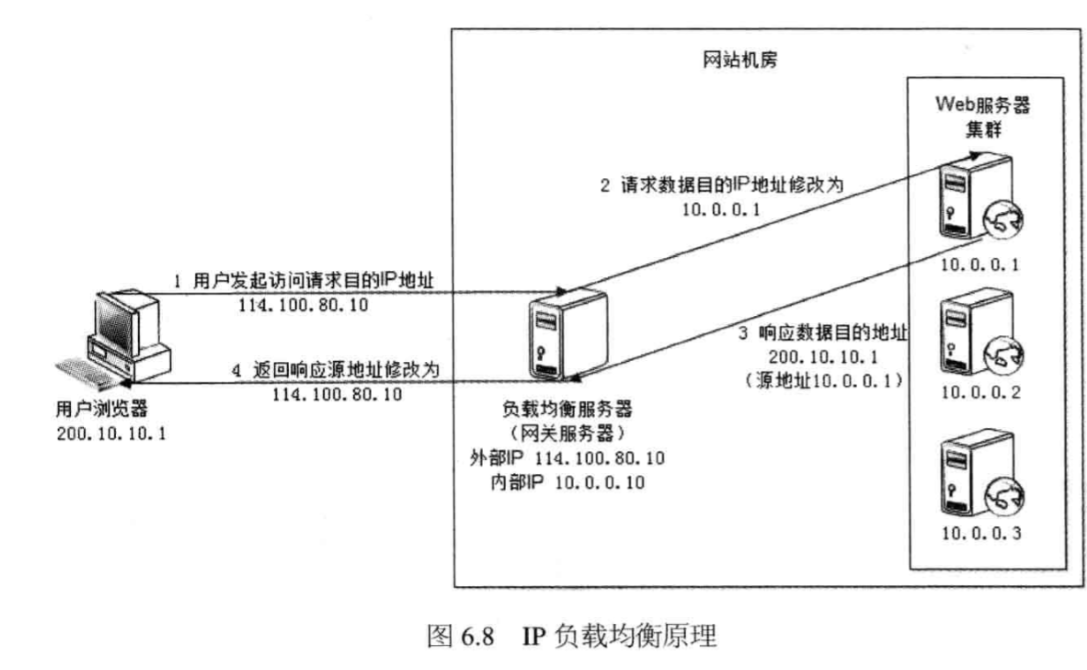 网站机房
Web服务器
集群
2 请求数据目的IP地址修改为
10.0.0.1
10.0.0.1
1 用户发起访问请求目的IP地址
114.100.80.10
3 响应数据目的地址
200.10.10.1
（源地址10.0.0.1）
4 返回响应源地址修改为
114.100.80.10
10.0.0.2
用户浏览器
200.10.10.1
负载均衡服务器
（网关服务器）
外部IP 114.100.80.10
内部IP 10.0.0.10
10.0.0.3
图 6.8 IP 负载均衡原理